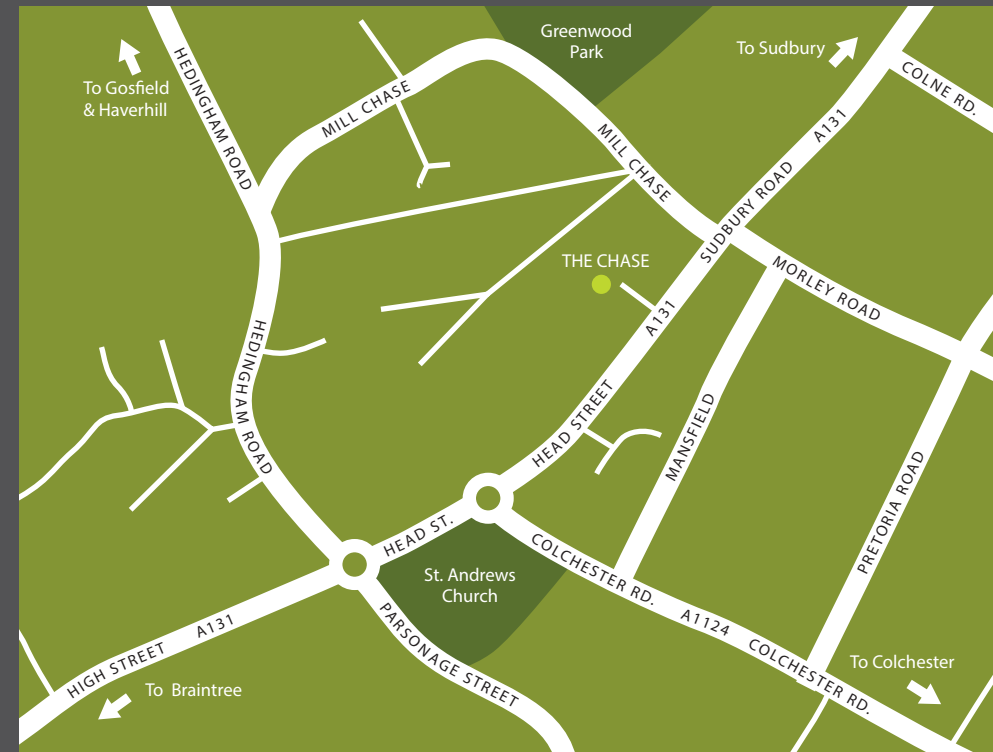 Greenwood
Park
To Sudbury
HEDINGHAM ROAD
COLNE RD.
To Gosfield
& Haverhill
MILL CHASE
A131
MILL CHASE
SUDBURY ROAD
THE CHASE
MORLEY ROAD
A131
HEDINGHAM ROAD
HEAD STREET
MANSFIELD
PRETORIA ROAD
HEAD ST.
COLCHESTER RD.
St. Andrews
Church
A1124
A131
PARSONAGE STREET
COLCHESTER RD.
HIGH STREET
To Colchester
To Braintree